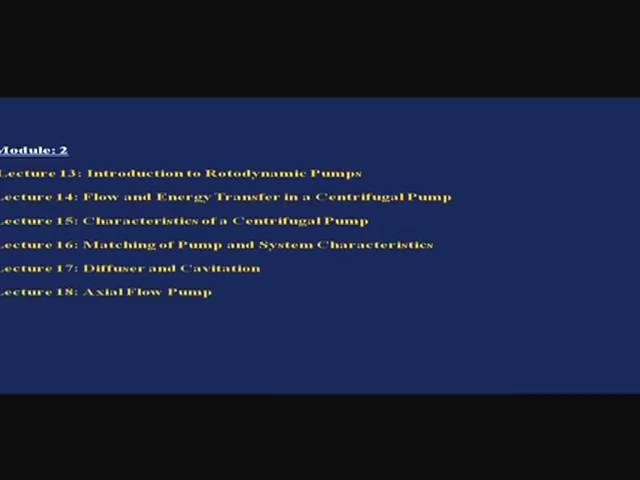 Module: 2
Lecture 13: Introduction to Rotodynamic Pumps
Lecture 14: Flow and Energy Transfer in a Centrifugal Pump
Lecture 15: Characteristics of a Centrifugal Pump
Lecture 16: Matching of Pump and System Characteristics
Lecture 17: Diffuser and Cavitation
Lecture 18: Axial Flow Pump